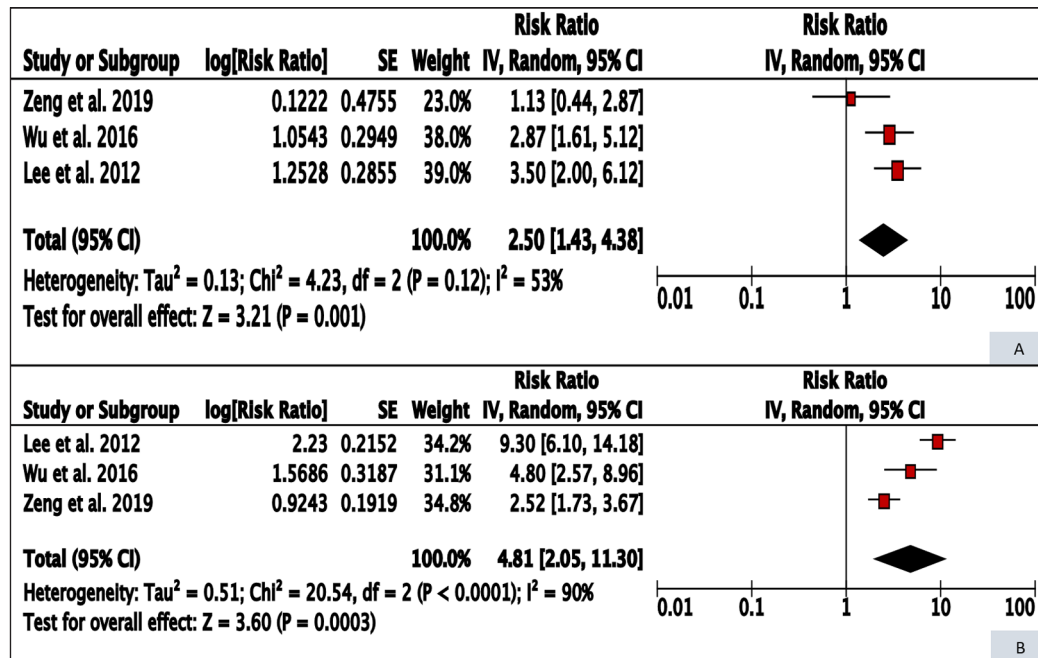 Risk Ratio Risk Ratio
Study or Subgroup log[Risk Ratio] SE Weight IV, Random, 95% CI IV, Random, 95% CI
Zeng et al. 2019 0.1222 0.4755 23.0% 1.13 [0.44, 2.87]
Wu et al. 2016 1.0543 0.2949 38.0% 2.87 [1.61, 5.12]
Lee et al. 2012 1.2528 0.2855 39.0% 3.50 [2.00, 6.12]
Total (95% CI) 100.0% 2.50 [1.43, 4.38]
Heterogeneity: Tau² = 0.13; Chi² = 4.23, df = 2 (P = 0.12); I² = 53%
0.01 0.1 1 10 100
Test for overall effect: Z = 3.21 (P = 0.001)
A
Risk Ratio Risk Ratio
Study or Subgroup log[Risk Ratio] SE Weight IV, Random, 95% CI IV, Random, 95% CI
Lee et al. 2012 2.23 0.2152 34.2% 9.30 [6.10, 14.18]
Wu et al. 2016 1.5686 0.3187 31.1% 4.80 [2.57, 8.96]
Zeng et al. 2019 0.9243 0.1919 34.8% 2.52 [1.73, 3.67]
Total (95% CI) 100.0% 4.81 [2.05, 11.30]
Heterogeneity: Tau² = 0.51; Chi² = 20.54, df = 2 (P < 0.0001); I² = 90%
0.01 0.1 1 10 100
Test for overall effect: Z = 3.60 (P = 0.0003)
B